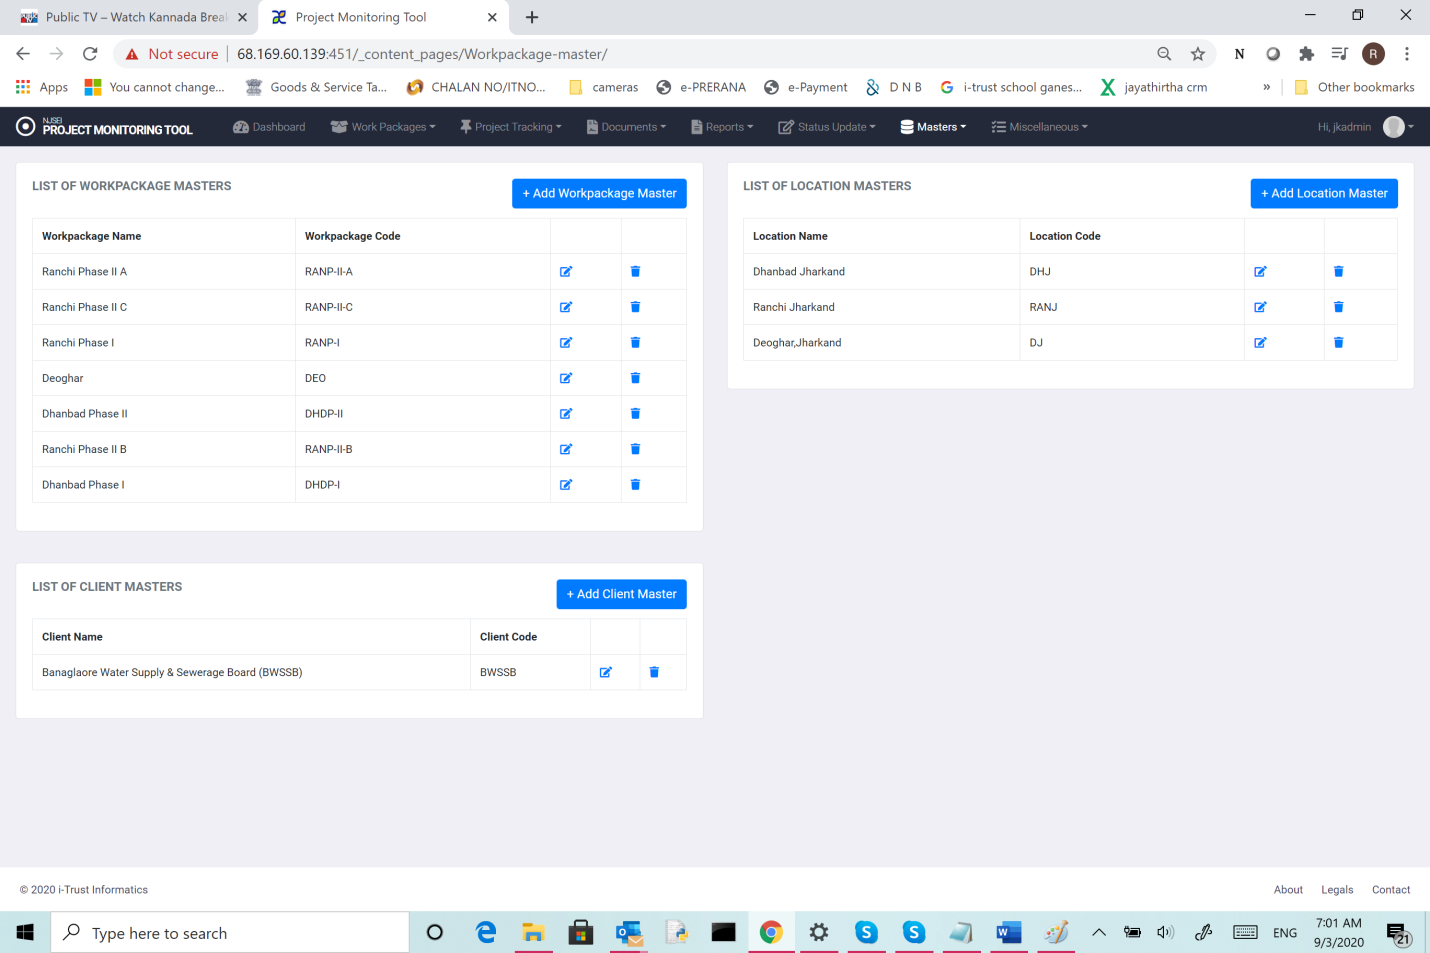 Public TV – Watch Kannada Brea
Project Monitoring Tool
Not secure
68.169.60.139:451/_content_pages/Workpackage-master/
N
R
Apps
You cannot change...
Goods & Service Ta...
CHALAN NO/ITNO...
cameras
e-PRERANA
e-Payment
D N B
i-trust school ganes...
jayathirtha crm
»
Other bookmarks
NJSEI
PROJECT MONITORING TOOL
Dashboard
Work Packages
Project Tracking
Documents
Reports
Status Update
Masters
Miscellaneous
Hi, jkadmin
LIST OF WORKPACKAGE MASTERS
+ Add Workpackage Master
Workpackage Name Workpackage Code
Ranchi Phase II A RANP-II-A
Ranchi Phase II C RANP-II-C
Ranchi Phase I RANP-I
Deoghar DEO
Dhanbad Phase II DHDP-II
Ranchi Phase II B RANP-II-B
Dhanbad Phase I DHDP-I
LIST OF LOCATION MASTERS
+ Add Location Master
Location Name Location Code
Dhanbad Jharkand DHJ
Ranchi Jharkand RANJ
Deoghar,Jharkand DJ
LIST OF CLIENT MASTERS
+ Add Client Master
Client Name Client Code
Banaglaore Water Supply & Sewerage Board (BWSSB) BWSSB
© 2020 i-Trust Informatics
About
Legals
Contact
Type here to search
ENG
7:01 AM
9/3/2020
21